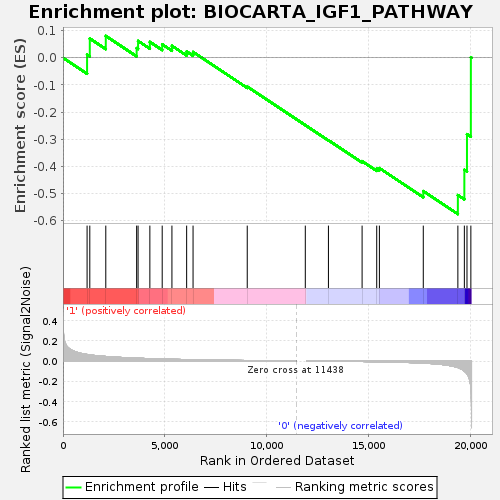 Enrichment plot: BIOCARTA_IGF1_PATHWAY
Enrichment score (ES)
0.1
0.0
-0.1
-0.2
-0.3
-0.4
-0.5
-0.6
'1' (positively correlated)
Ranked list metric (Signal2Noise)
0.4
0.2
0.0
-0.2
-0.4
-0.6
Zero cross at 11438
'0' (negatively correlated)
0
5,000
10,000
15,000
20,000
Rank in Ordered Dataset
Enrichment profile
Hits
Ranking metric scores